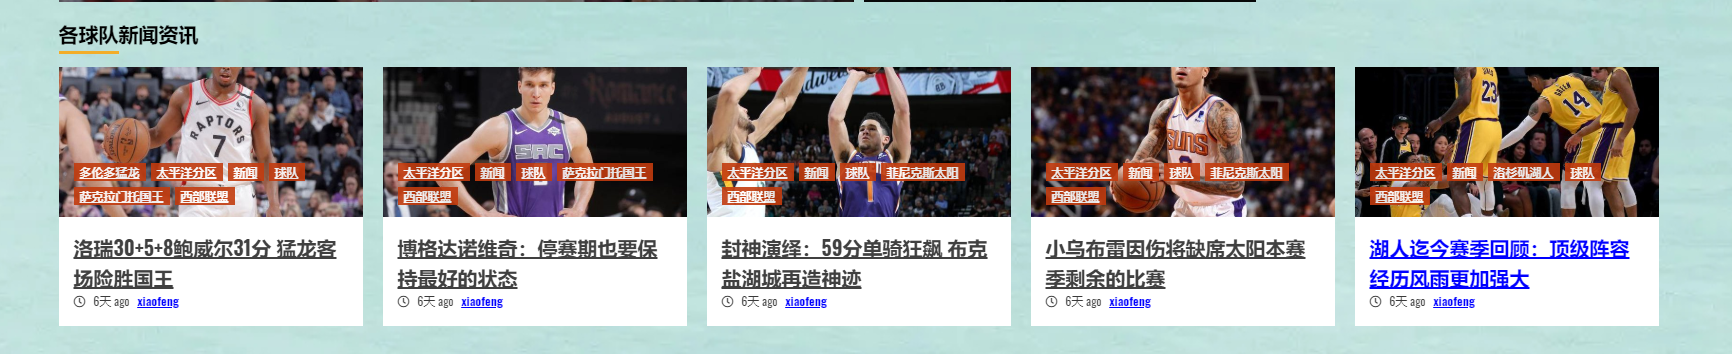 各球队新闻资讯
RAPTORS
7
多伦多猛龙 太平洋分区 新闻 球队
萨克拉门托国王 西部联盟
洛瑞30+5+8鲍威尔31分 猛龙客
场险胜国王
6天 ago xiaofeng
SAC
太平洋分区 新闻 球队 萨克拉门托国王
西部联盟
博格达诺维奇：停赛期也要保
持最好的状态
6天 ago xiaofeng
太平洋分区 新闻 球队 菲尼克斯太阳
西部联盟
1
封神演绎：59分单骑狂飙 布克
盐湖城再造神迹
6天 ago xiaofeng
SUNS
太平洋分区 新闻 球队 菲尼克斯太阳
西部联盟
小乌布雷因伤将缺席太阳本赛
季剩余的比赛
6天 ago xiaofeng
23
GREEN
14
太平洋分区 新闻 洛杉矶湖人 球队
西部联盟
湖人迄今赛季回顾：顶级阵容
经历风雨更加强大
6天 ago xiaofeng